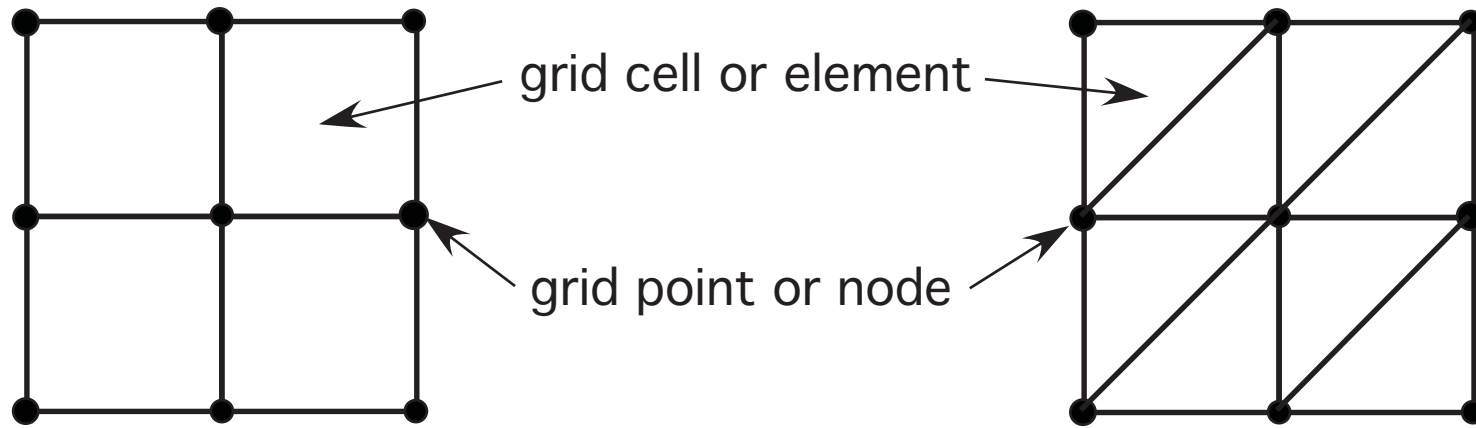 grid cell or element
grid point or node